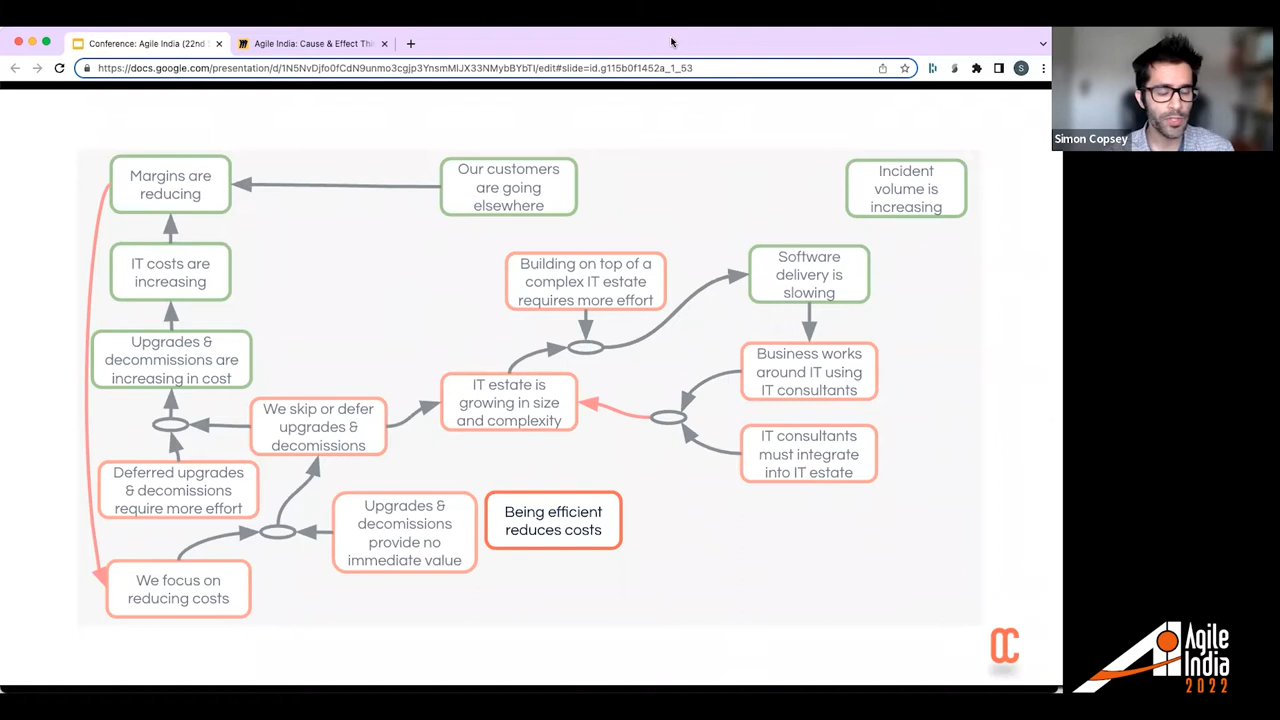 Conference: Agile India (22nd
Agile India: Cause & Effect Thi
https://docs.google.com/presentation/d/1N5NvDjfo0fCdN9unmo3cgjp3YnsmMlJX33NMybBYbTI/edit#slide=id.g115b0f1452a_1_53
S
Simon Copsey
Margins are
reducing
Our customers
are going
elsewhere
Incident
volume is
increasing
IT costs are
increasing
Building on top of a
complex IT estate
requires more effort
Software
delivery is
slowing
Upgrades &
decommissions are
increasing in cost
Business works
around IT using
IT consultants
IT estate is
growing in size
and complexity
We skip or defer
upgrades &
decomissions
IT consultants
must integrate
into IT estate
Deferred upgrades
& decomissions
require more effort
Upgrades &
decomissions
provide no
immediate value
Being efficient
reduces costs
We focus on
reducing costs
OC
Agile
India
2022